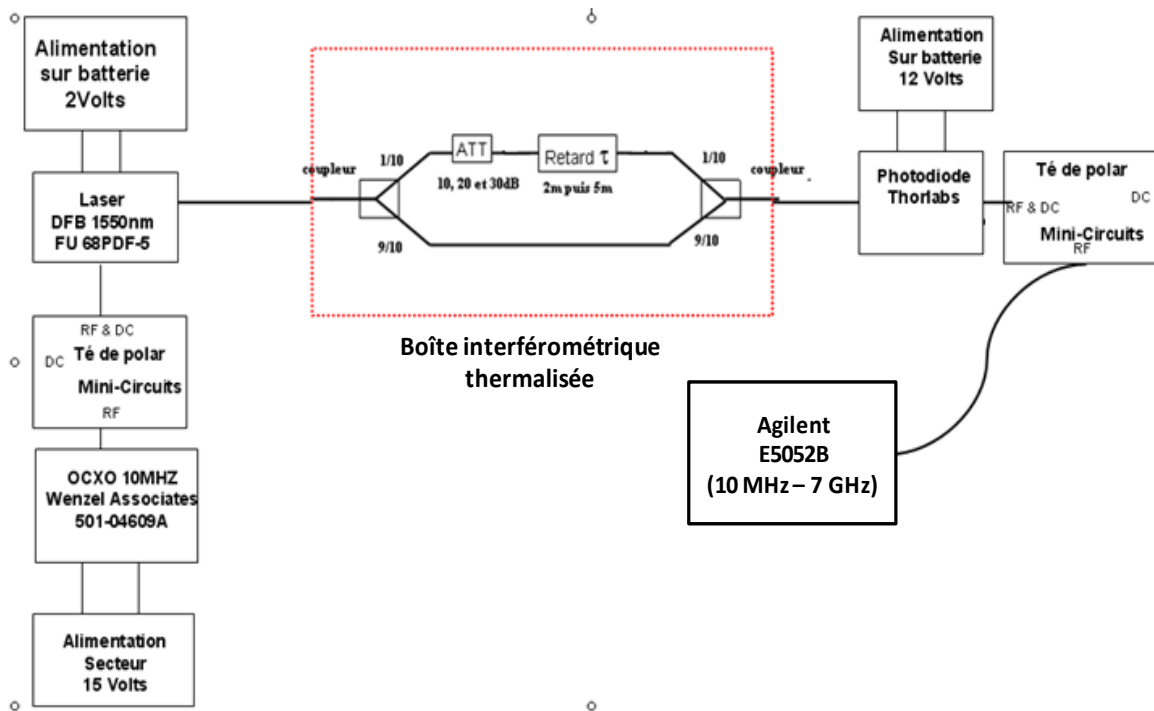 Alimentation
sur batterie
2Volts
Laser
DFB 1550nm
FU 68PDF-5
RF & DC
DC
Té de polar
Mini-Circuits
RF
OCXO 10MHZ
Wenzel Associates
501-04609A
Alimentation
Secteur
15 Volts
coupleur
1/10
9/10
ATT
10, 20 et 30dB
Retard τ
2m puis 5m
1/10
9/10
coupleur
Boîte interférométrique
thermalisée
Alimentation
Sur batterie
12 Volts
Photodiode
Thorlabs
Té de polar
DC
RF & DC
Mini-Circuits
RF
Agilent
E5052B
(10 MHz – 7 GHz)